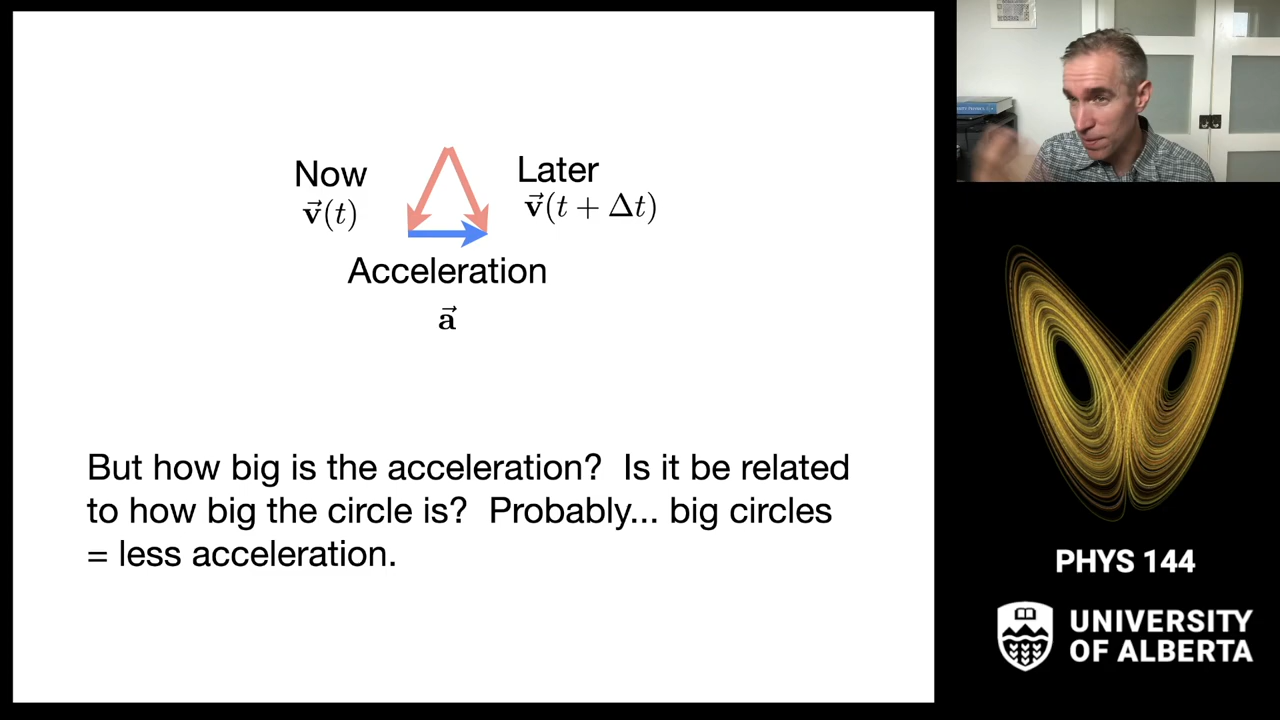 Now
v⃗(t)
Later
v⃗(t + Δt)
Acceleration
a⃗
But how big is the acceleration?  Is it be related
to how big the circle is?  Probably... big circles
= less acceleration.
PHYS 144
UNIVERSITY
OF ALBERTA